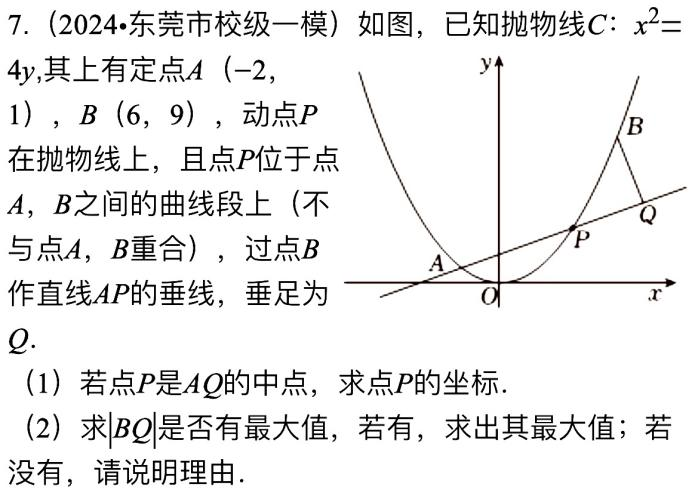 7.（2024•东莞市校级一模）如图，已知抛物线C：x²=
4y,其上有定点A（−2，
1），B（6，9），动点P
在抛物线上，且点P位于点
A，B之间的曲线段上（不
与点A，B重合），过点B
作直线AP的垂线，垂足为
Q.
y
B
Q
P
A
O
x
（1）若点P是AQ的中点，求点P的坐标.
（2）求|BQ|是否有最大值，若有，求出其最大值；若
没有，请说明理由.